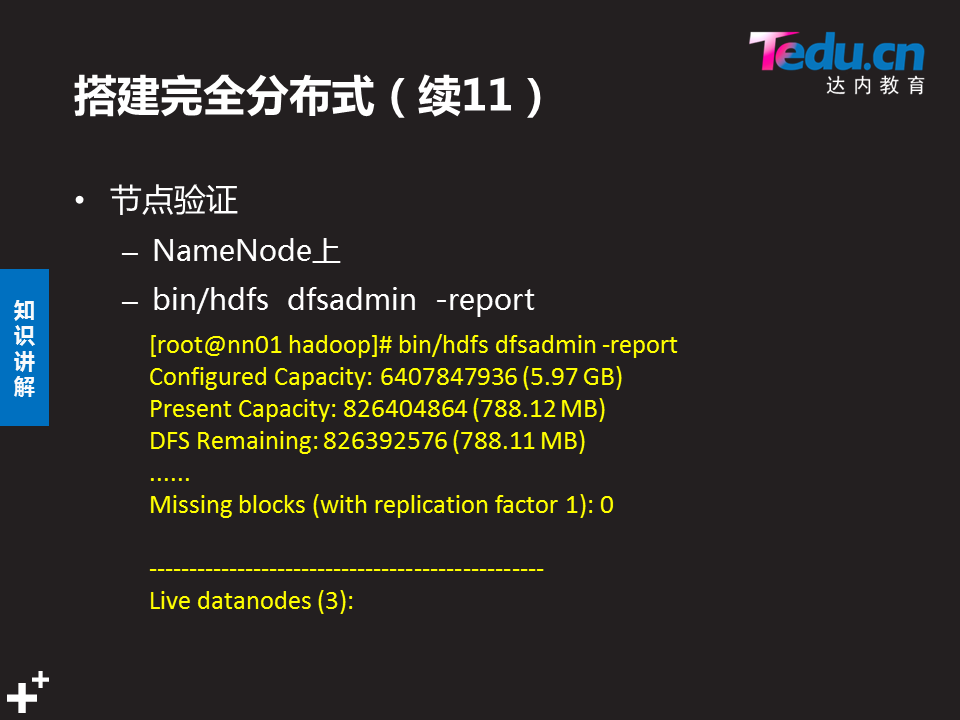 Tedu.cn
达内教育
搭建完全分布式（续11）
• 节点验证
– NameNode上
– bin/hdfs dfsadmin -report
[root@nn01 hadoop]# bin/hdfs dfsadmin -report
Configured Capacity: 6407847936 (5.97 GB)
Present Capacity: 826404864 (788.12 MB)
DFS Remaining: 826392576 (788.11 MB)
......
Missing blocks (with replication factor 1): 0
-------------------------------------------------
Live datanodes (3):
知识讲解